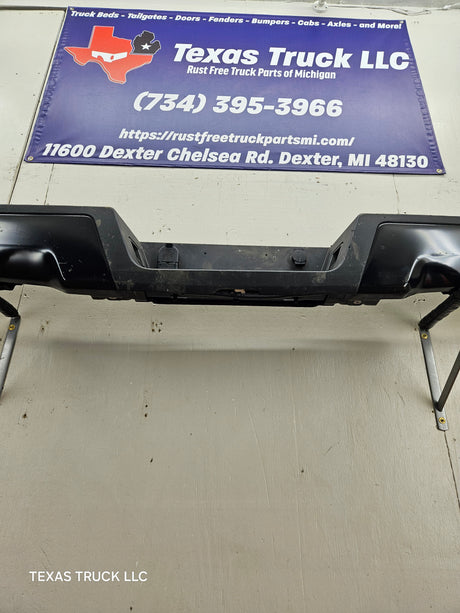 Truck Beds - Tailgates - Doors - Fenders - Bumpers - Cabs - Axles - and More!
Texas Truck LLC
Rust Free Truck Parts of Michigan
(734) 395-3966
https://rustfreetruckpartsmi.com/
11600 Dexter Chelsea Rd. Dexter, MI 48130
TEXAS TRUCK LLC